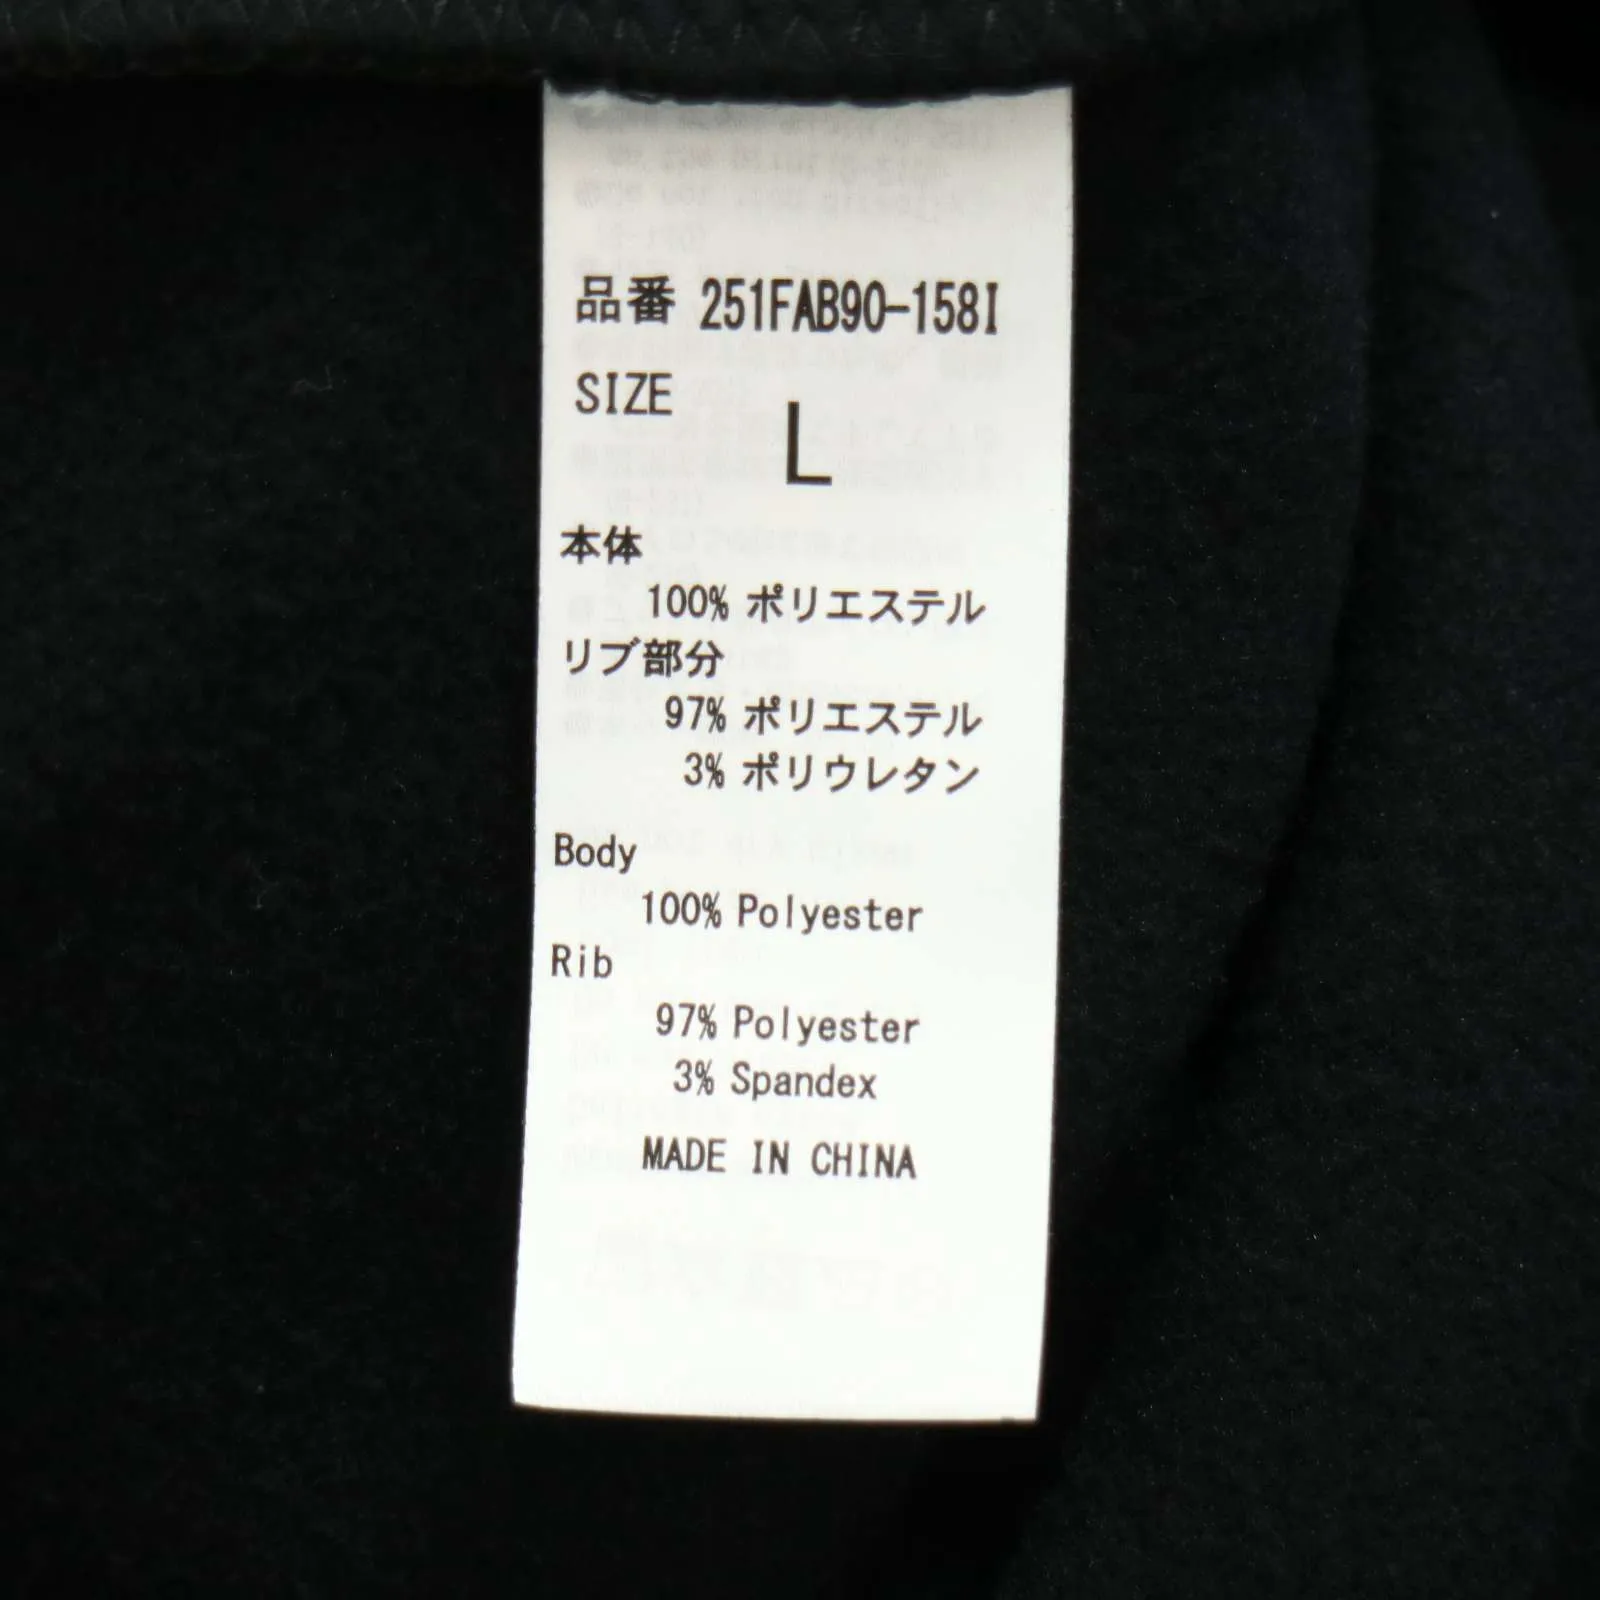 品番 251FAB90-158I
SIZE
L
本体
100% ポリエステル
リブ部分
97% ポリエステル
3% ポリウレタン
Body
100% Polyester
Rib
97% Polyester
3% Spandex
MADE IN CHINA